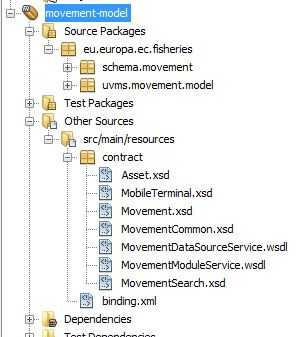 movement-model
Source Packages
eu.europa.ec.fisheries
schema.movement
uvms.movement.model
Test Packages
Other Sources
src/main/resources
contract
Asset.xsd
MobileTerminal.xsd
Movement.xsd
MovementCommon.xsd
MovementDataSourceService.wsdl
MovementModuleService.wsdl
MovementSearch.xsd
binding.xml
Dependencies
Test Dependencies